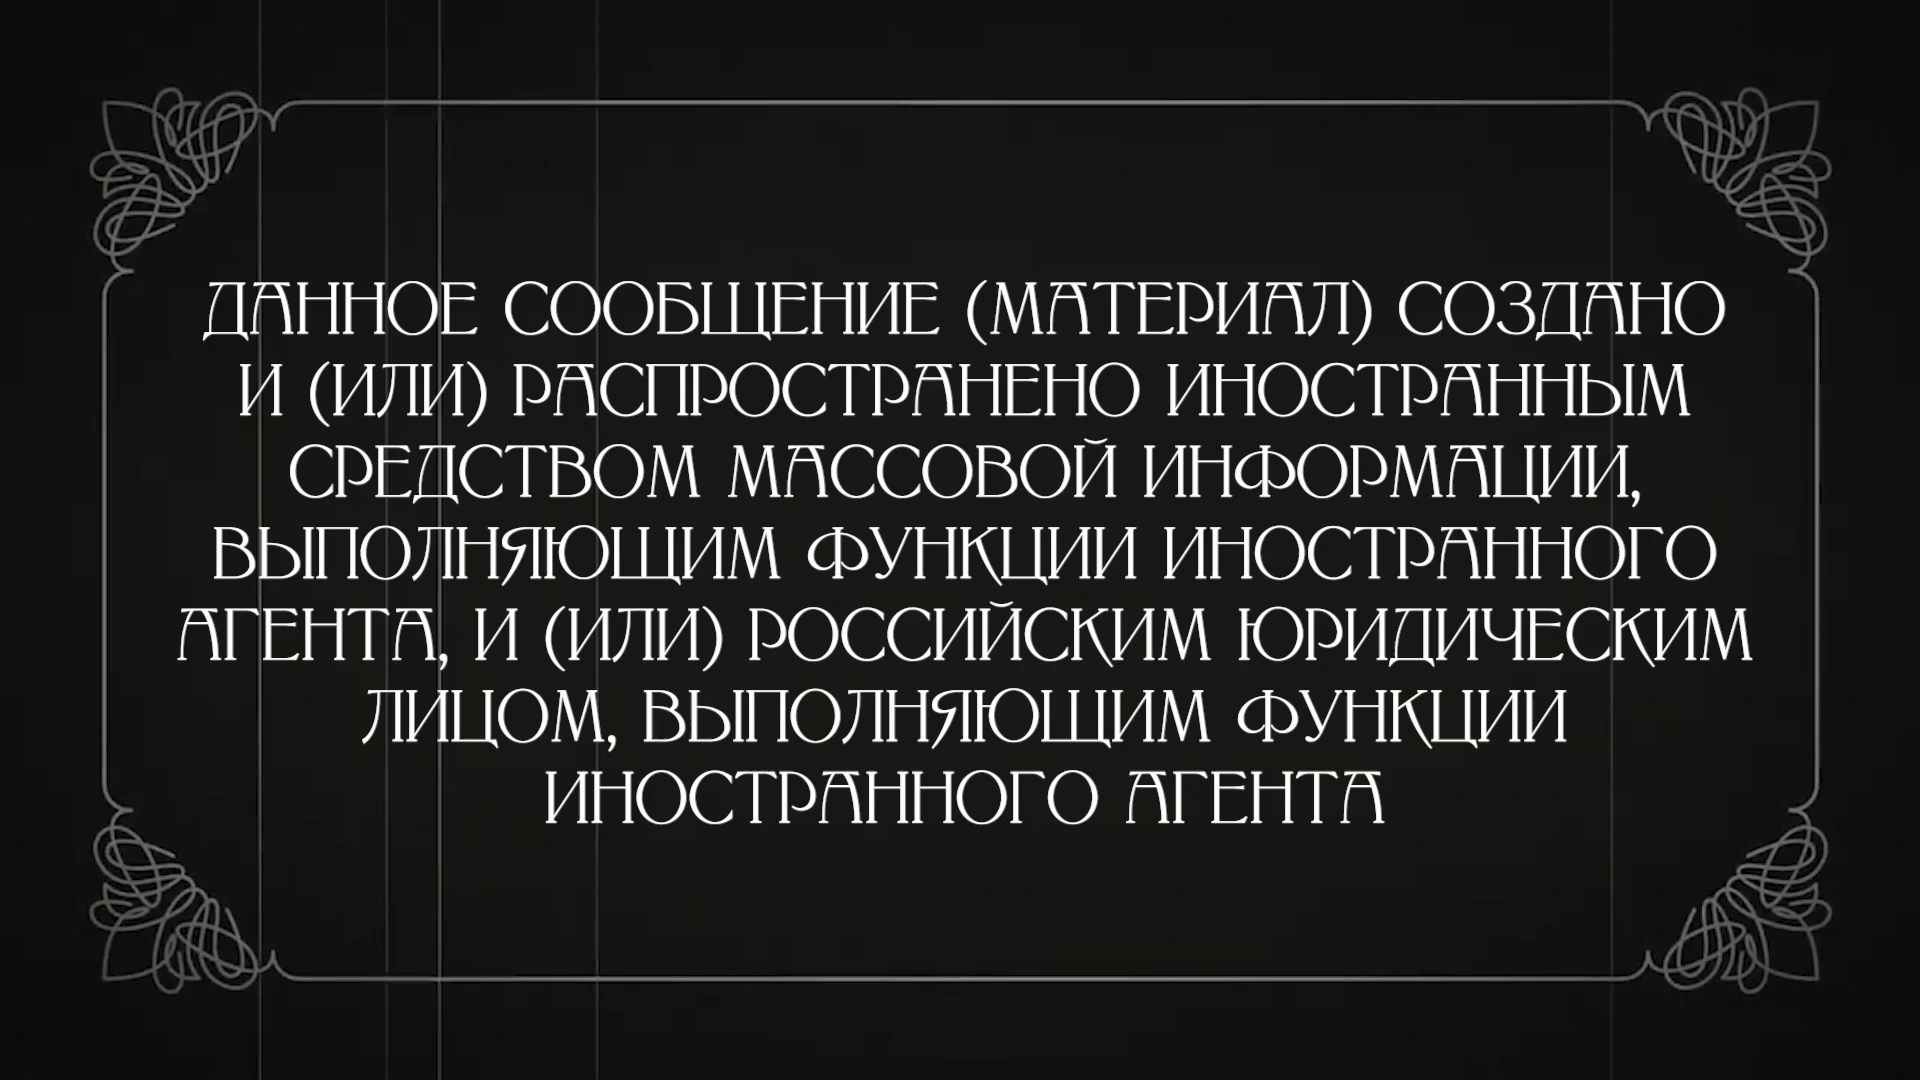 ДАННОЕ СООБЩЕНИЕ (МАТЕРИАЛ) СОЗДАНО
И (ИЛИ) РАСПРОСТРАНЕНО ИНОСТРАННЫМ
СРЕДСТВОМ МАССОВОЙ ИНФОРМАЦИИ,
ВЫПОЛНЯЮЩИМ ФУНКЦИИ ИНОСТРАННОГО
АГЕНТА, И (ИЛИ) РОССИЙСКИМ ЮРИДИЧЕСКИМ
ЛИЦОМ, ВЫПОЛНЯЮЩИМ ФУНКЦИИ
ИНОСТРАННОГО АГЕНТА